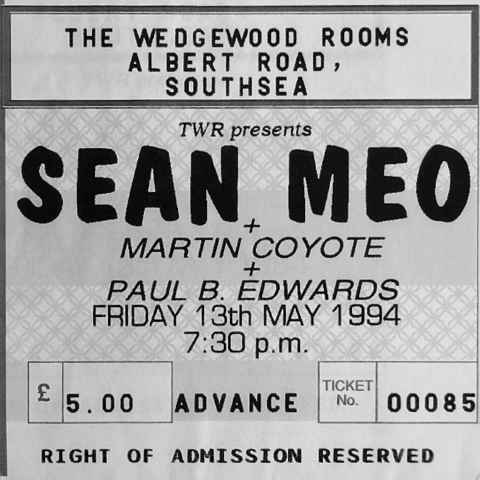 THE WEDGEWOOD ROOMS
ALBERT ROAD,
SOUTHSEA
TWR presents
SEAN MEO
+
MARTIN COYOTE
+
PAUL B. EDWARDS
FRIDAY 13th MAY 1994
7:30 p.m.
£ 5.00 ADVANCE TICKET No. 00085
RIGHT OF ADMISSION RESERVED